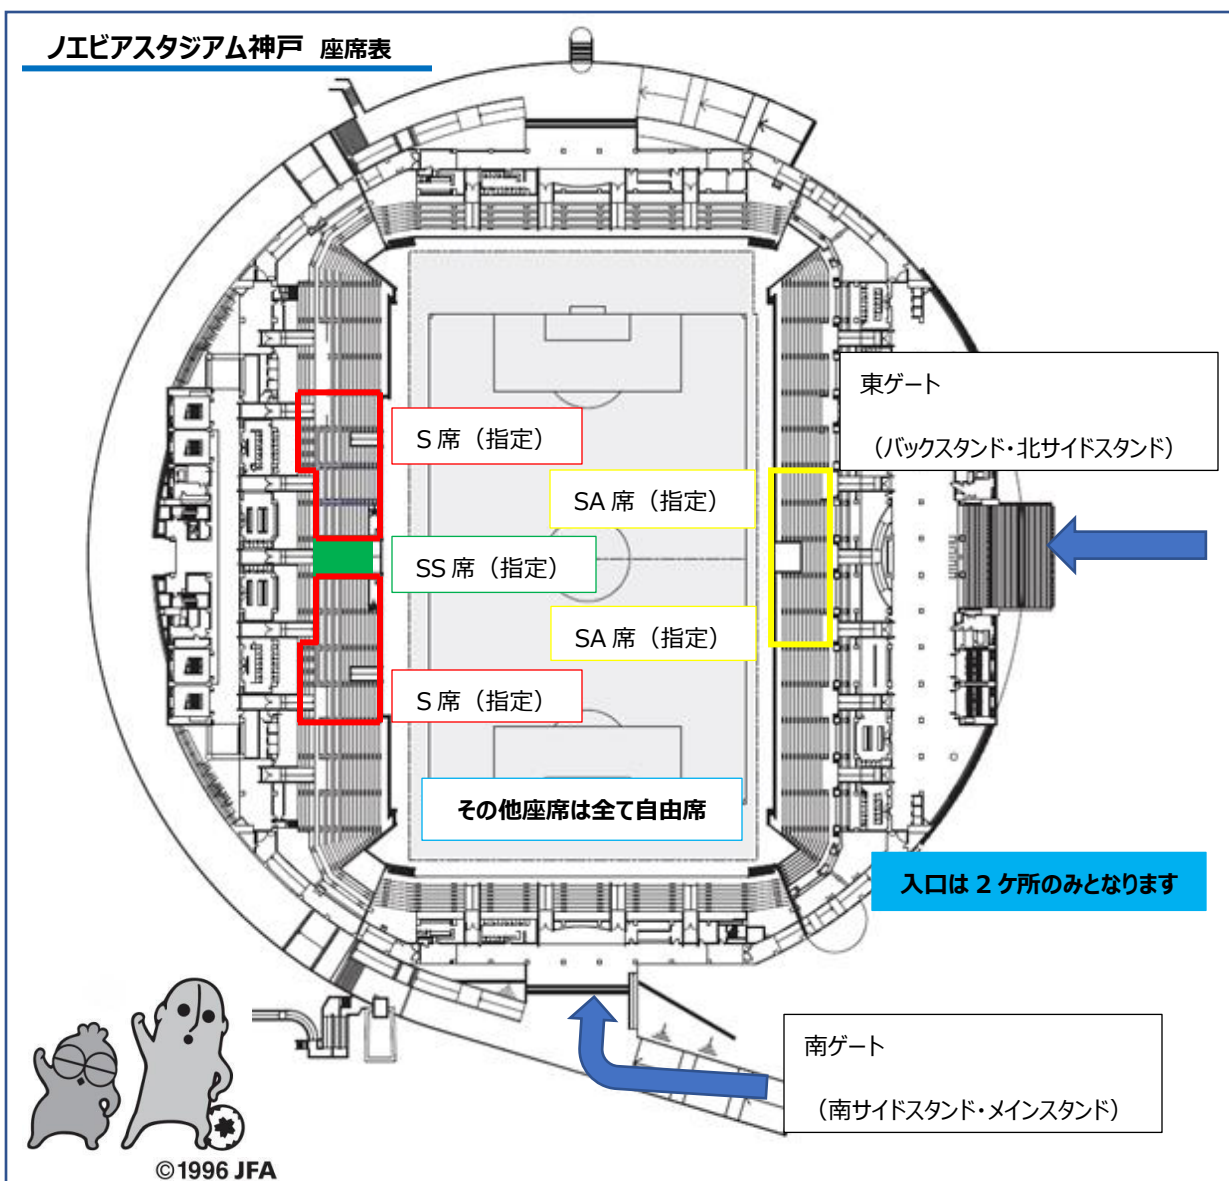 ノエビアスタジアム神戸 座席表
東ゲート
（バックスタンド・北サイドスタンド）
S 席（指定）
SA 席（指定）
SS 席（指定）
SA 席（指定）
S 席（指定）
その他座席は全て自由席
入口は 2 ケ所のみとなります
南ゲート
（南サイドスタンド・メインスタンド）
©1996 JFA